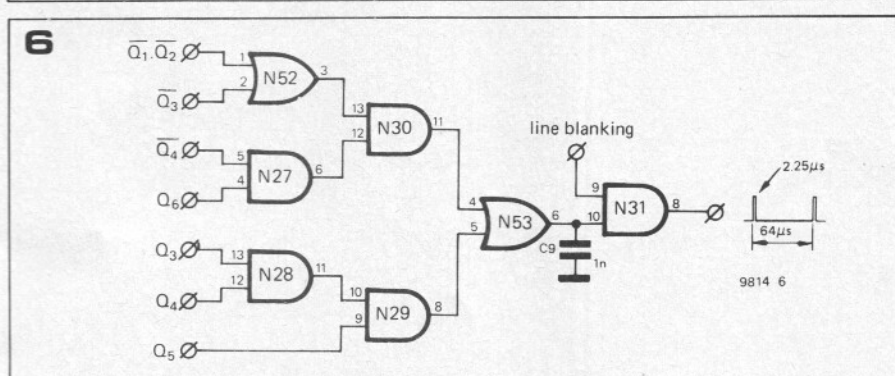 6
Q̅1.Q̅2
1
2
N52
3
Q̅3
13
12
N30
11
Q̅4
5
4
N27
6
Q6
line blanking
9
10
N31
8
2.25μs
64μs
4
5
N53
6
C9
1n
Q3
13
12
N28
11
Q4
10
9
N29
8
Q5
9814 6